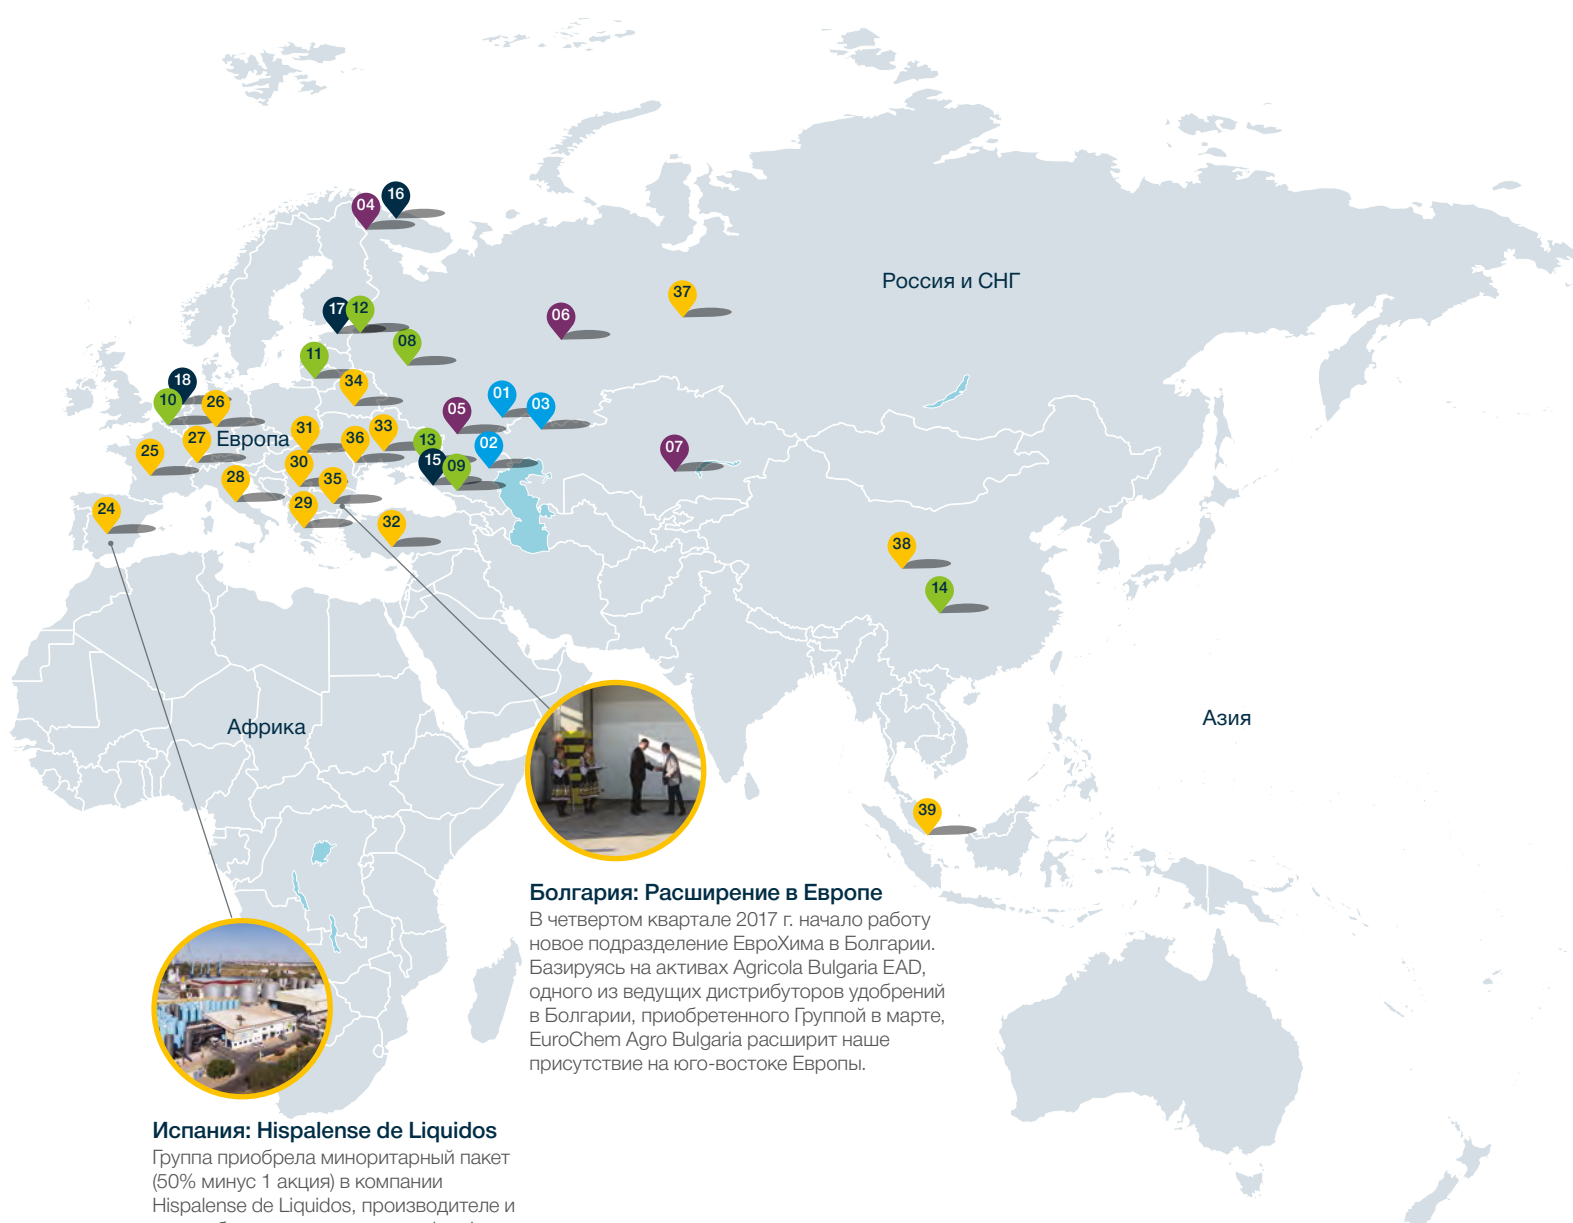 16
04
Россия и СНГ
37
17
12
06
08
11
18
34
01
10
26
03
05
31
33
Европа
27
36
13
02
25
07
30
15
09
28
35
24
29
32
38
14
Африка
Азия
39
Болгария: Расширение в Европе
В четвертом квартале 2017 г. начало работу
новое подразделение ЕвроХима в Болгарии.
Базируясь на активах Agricola Bulgaria EAD,
одного из ведущих дистрибуторов удобрений
в Болгарии, приобретенного Группой в марте,
EuroChem Agro Bulgaria расширит наше
присутствие на юго-востоке Европы.
Испания: Hispalense de Liquidos
Группа приобрела миноритарный пакет
(50% минус 1 акция) в компании
Hispalense de Liquidos, производителе и